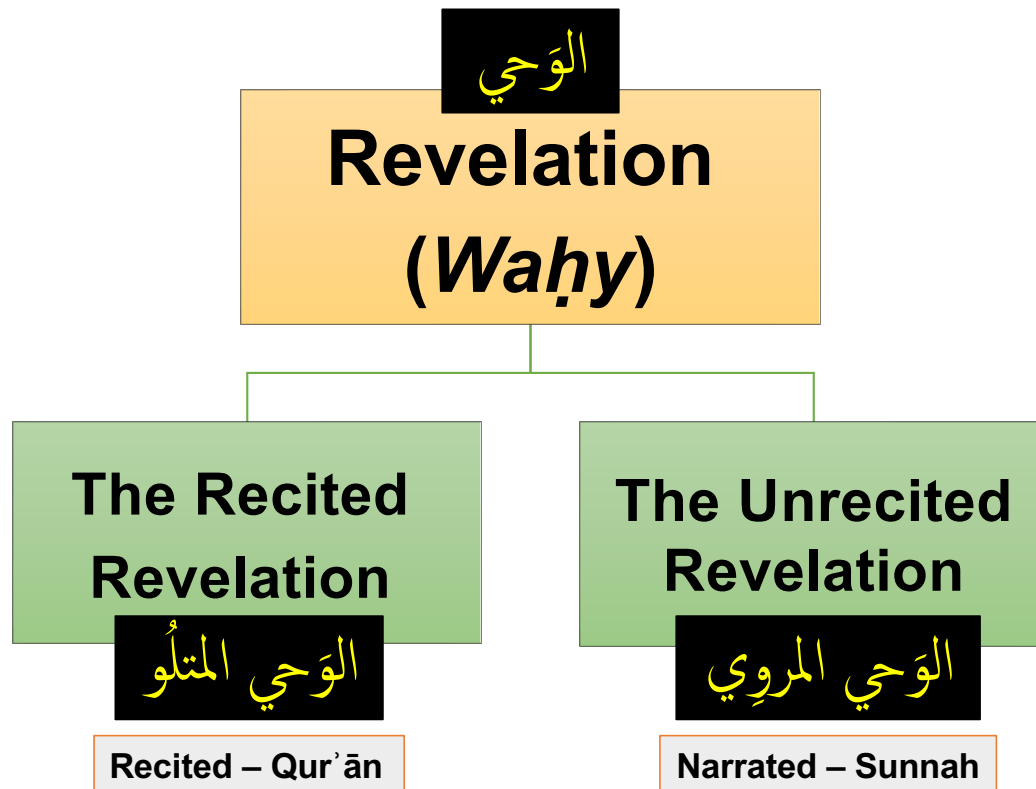 الوَحي
Revelation
(Waḥy)
The Recited
Revelation
الوَحي المتلُو
Recited – Qurʾān
The Unrecited
Revelation
الوَحي المروِي
Narrated – Sunnah